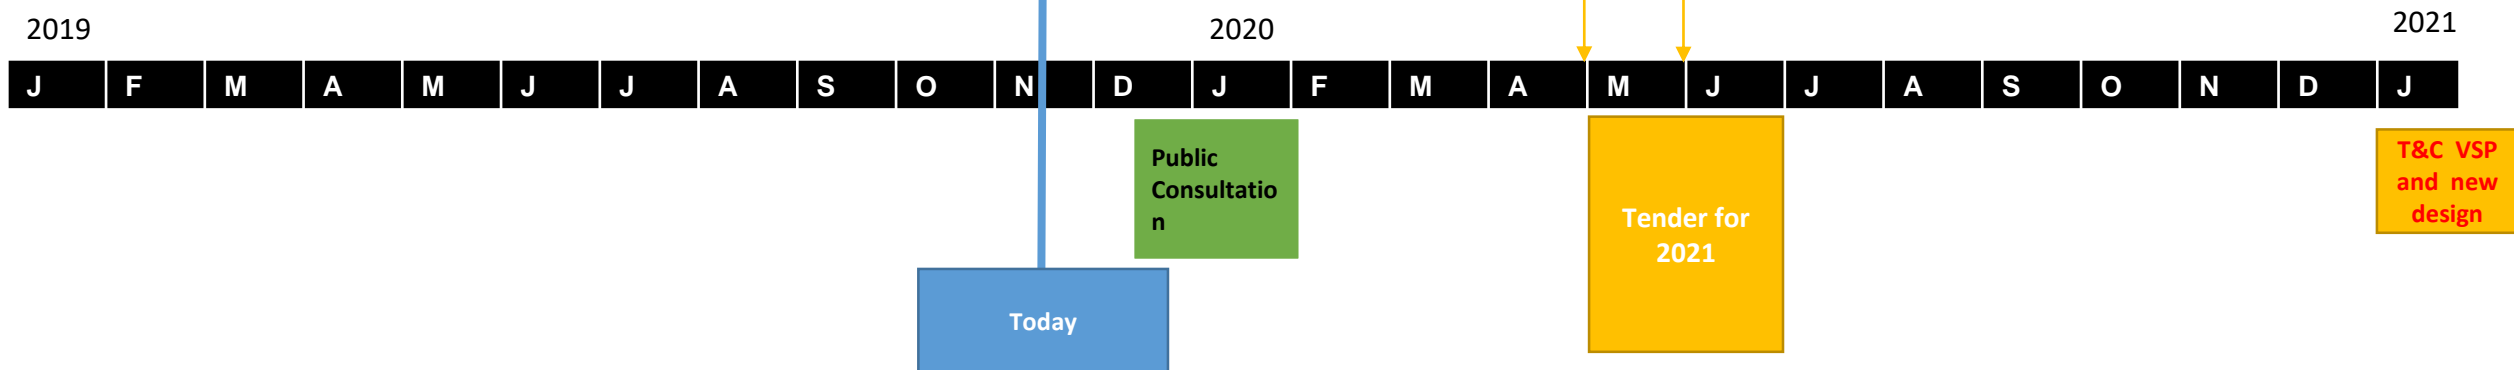 2019 2020 2021
J F M A M J J A S O N D J F M A M J J A S O N D J
Public
Consultatio
n
Today
Tender for
2021
T&C VSP
and new
design